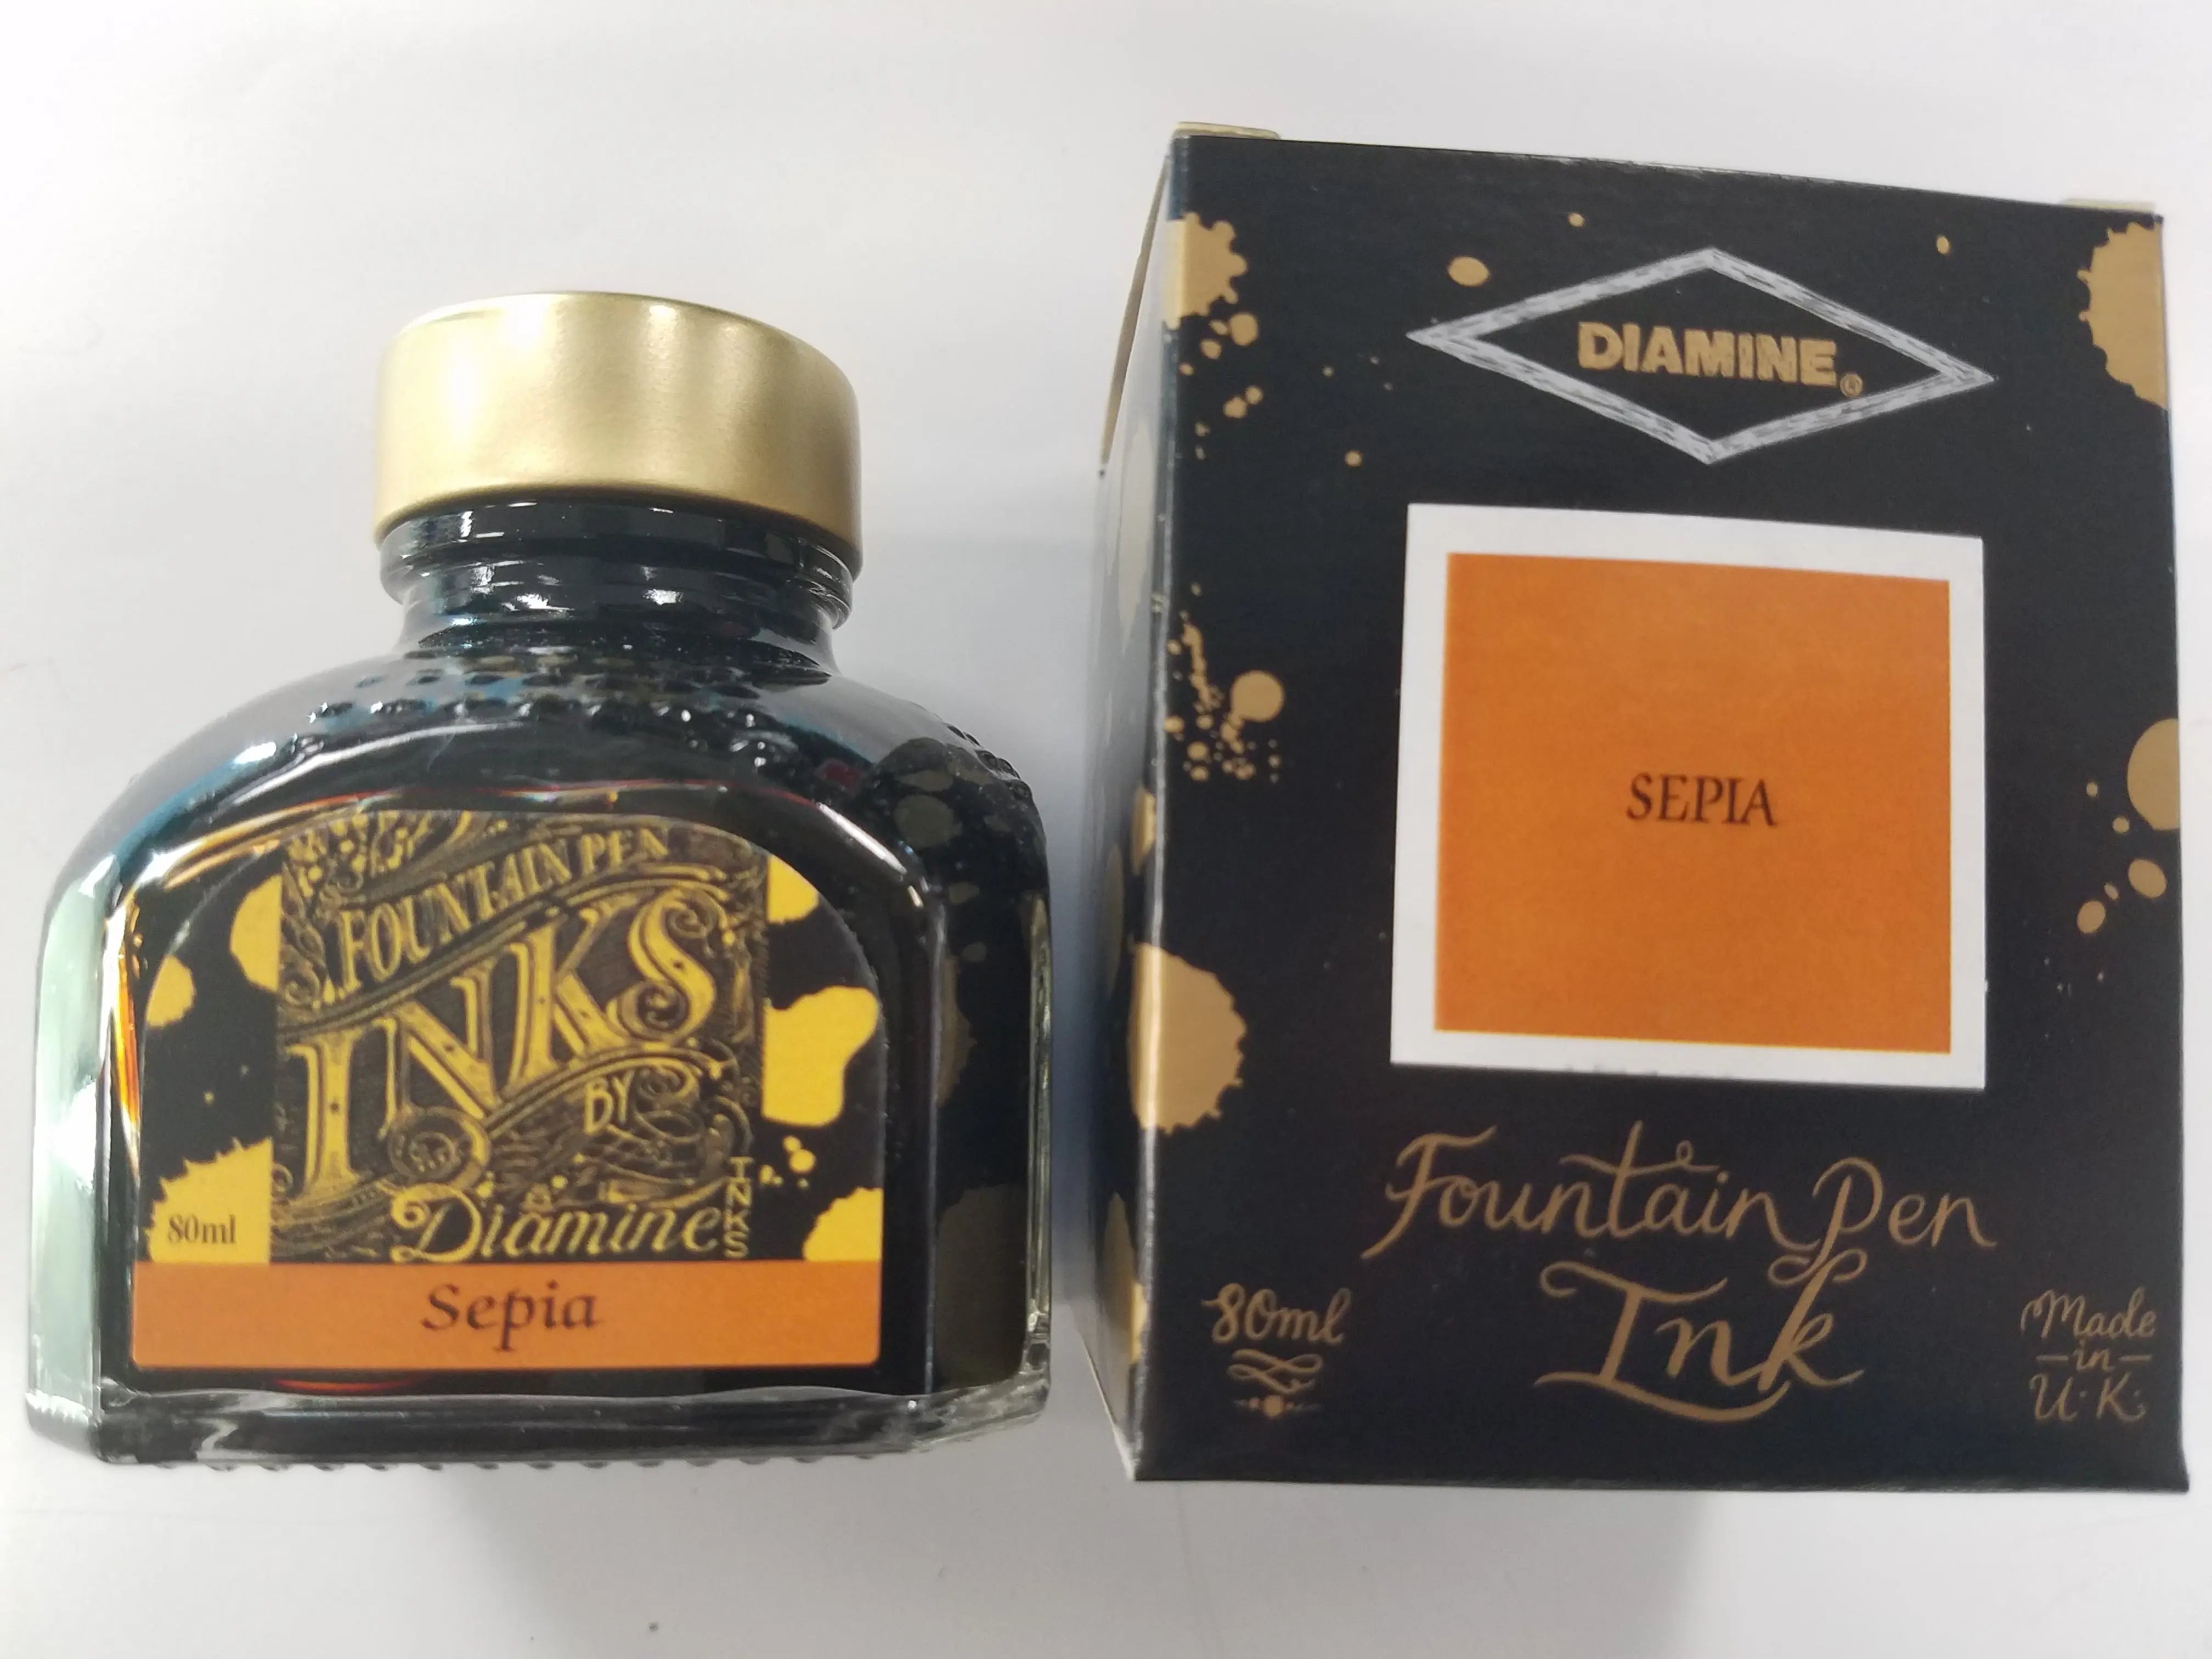 FOUNTAIN PEN
INKS
BY
Diamine
INKS
80ml
Sepia
DIAMINE®
SEPIA
Fountain Pen
Ink
80ml
Made
-in-
U.K.